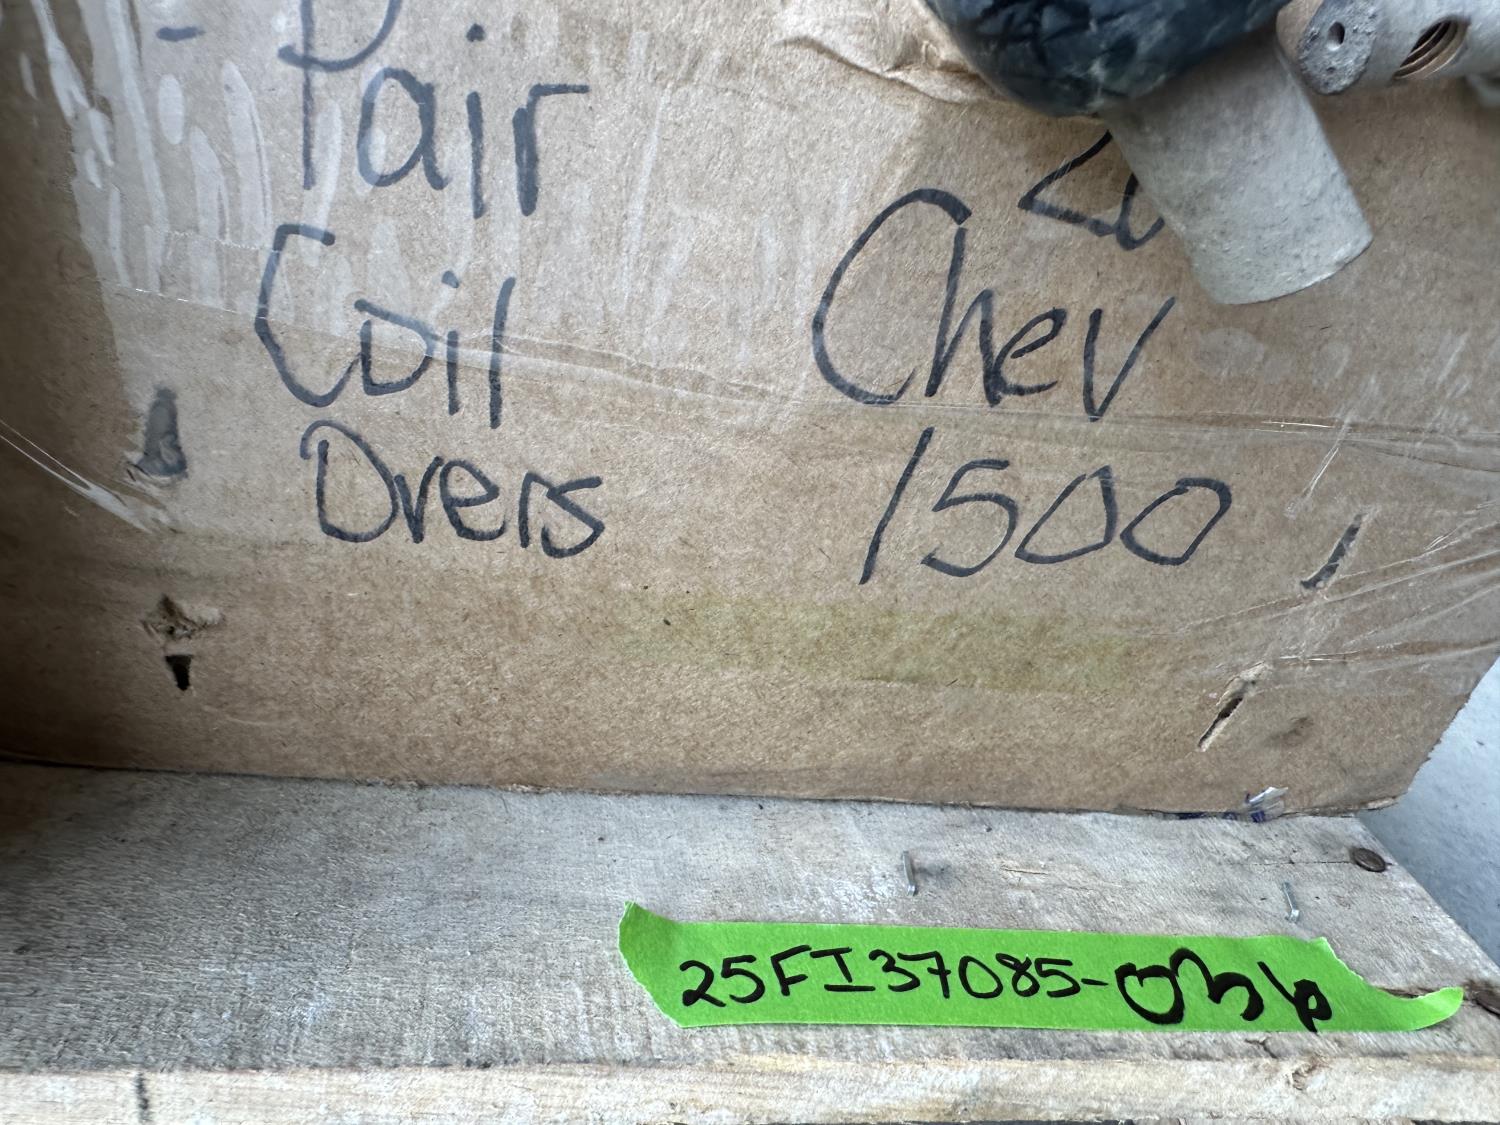 - Pair
Coil
Overs
Chev
1500
25FI37085-036